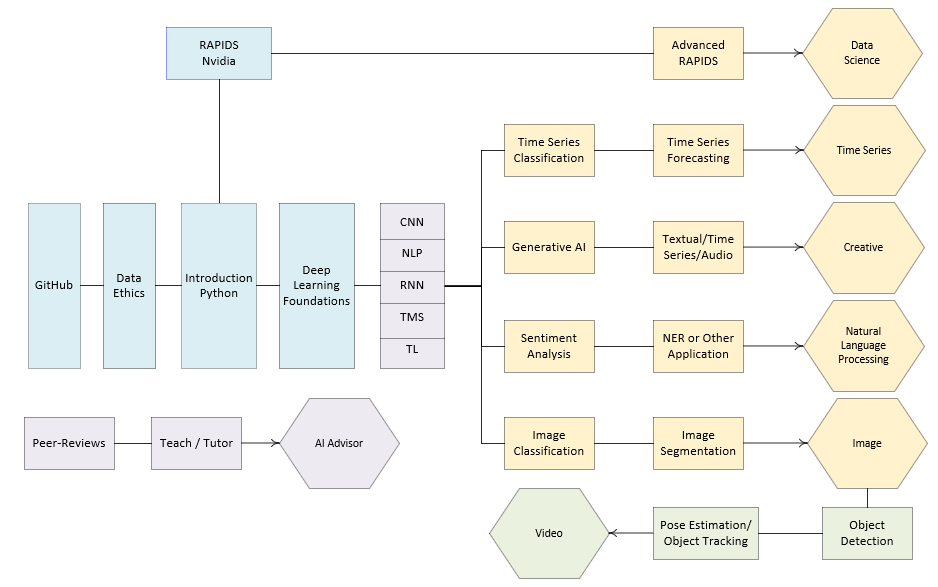 RAPIDS
Nvidia
Advanced
RAPIDS
Data
Science
Time Series
Classification
Time Series
Forecasting
Time Series
GitHub
Data
Ethics
Introduction
Python
Deep
Learning
Foundations
CNN
NLP
RNN
TMS
TL
Generative AI
Textual/Time
Series/Audio
Creative
Sentiment
Analysis
NER or Other
Application
Natural
Language
Processing
Peer-Reviews
Teach / Tutor
AI Advisor
Image
Classification
Image
Segmentation
Image
Video
Pose Estimation/
Object Tracking
Object
Detection